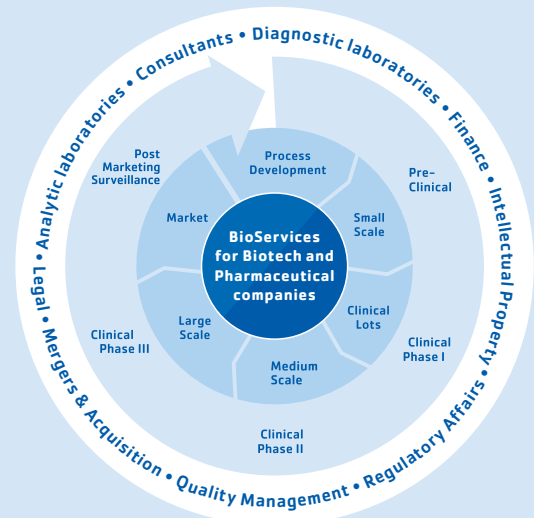 Analytic laboratories • Consultants • Diagnostic laboratories • Finance • Intellectual Property • Regulatory Affairs • Quality Management • Mergers & Acquisition • Legal •
Post
Marketing
Surveillance
Pre-
Clinical
Clinical
Phase I
Clinical
Phase II
Clinical
Phase III
Process
Development
Small
Scale
Clinical
Lots
Medium
Scale
Large
Scale
Market
BioServices
for Biotech and
Pharmaceutical
companies